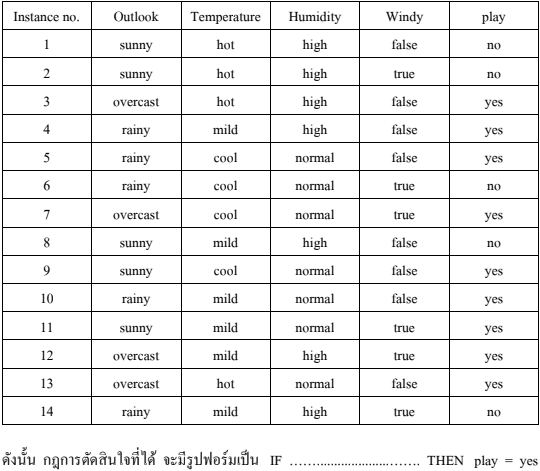 Instance no. Outlook Temperature Humidity Windy play
1 sunny hot high false no
2 sunny hot high true no
3 overcast hot high false yes
4 rainy mild high false yes
5 rainy cool normal false yes
6 rainy cool normal true no
7 overcast cool normal true yes
8 sunny mild high false no
9 sunny cool normal false yes
10 rainy mild normal false yes
11 sunny mild normal true yes
12 overcast mild high true yes
13 overcast hot normal false yes
14 rainy mild high true no
ดังนั้น กฎการตัดสินใจที่ได้ จะมีรูปฟอร์มเป็น IF ................................ THEN play = yes